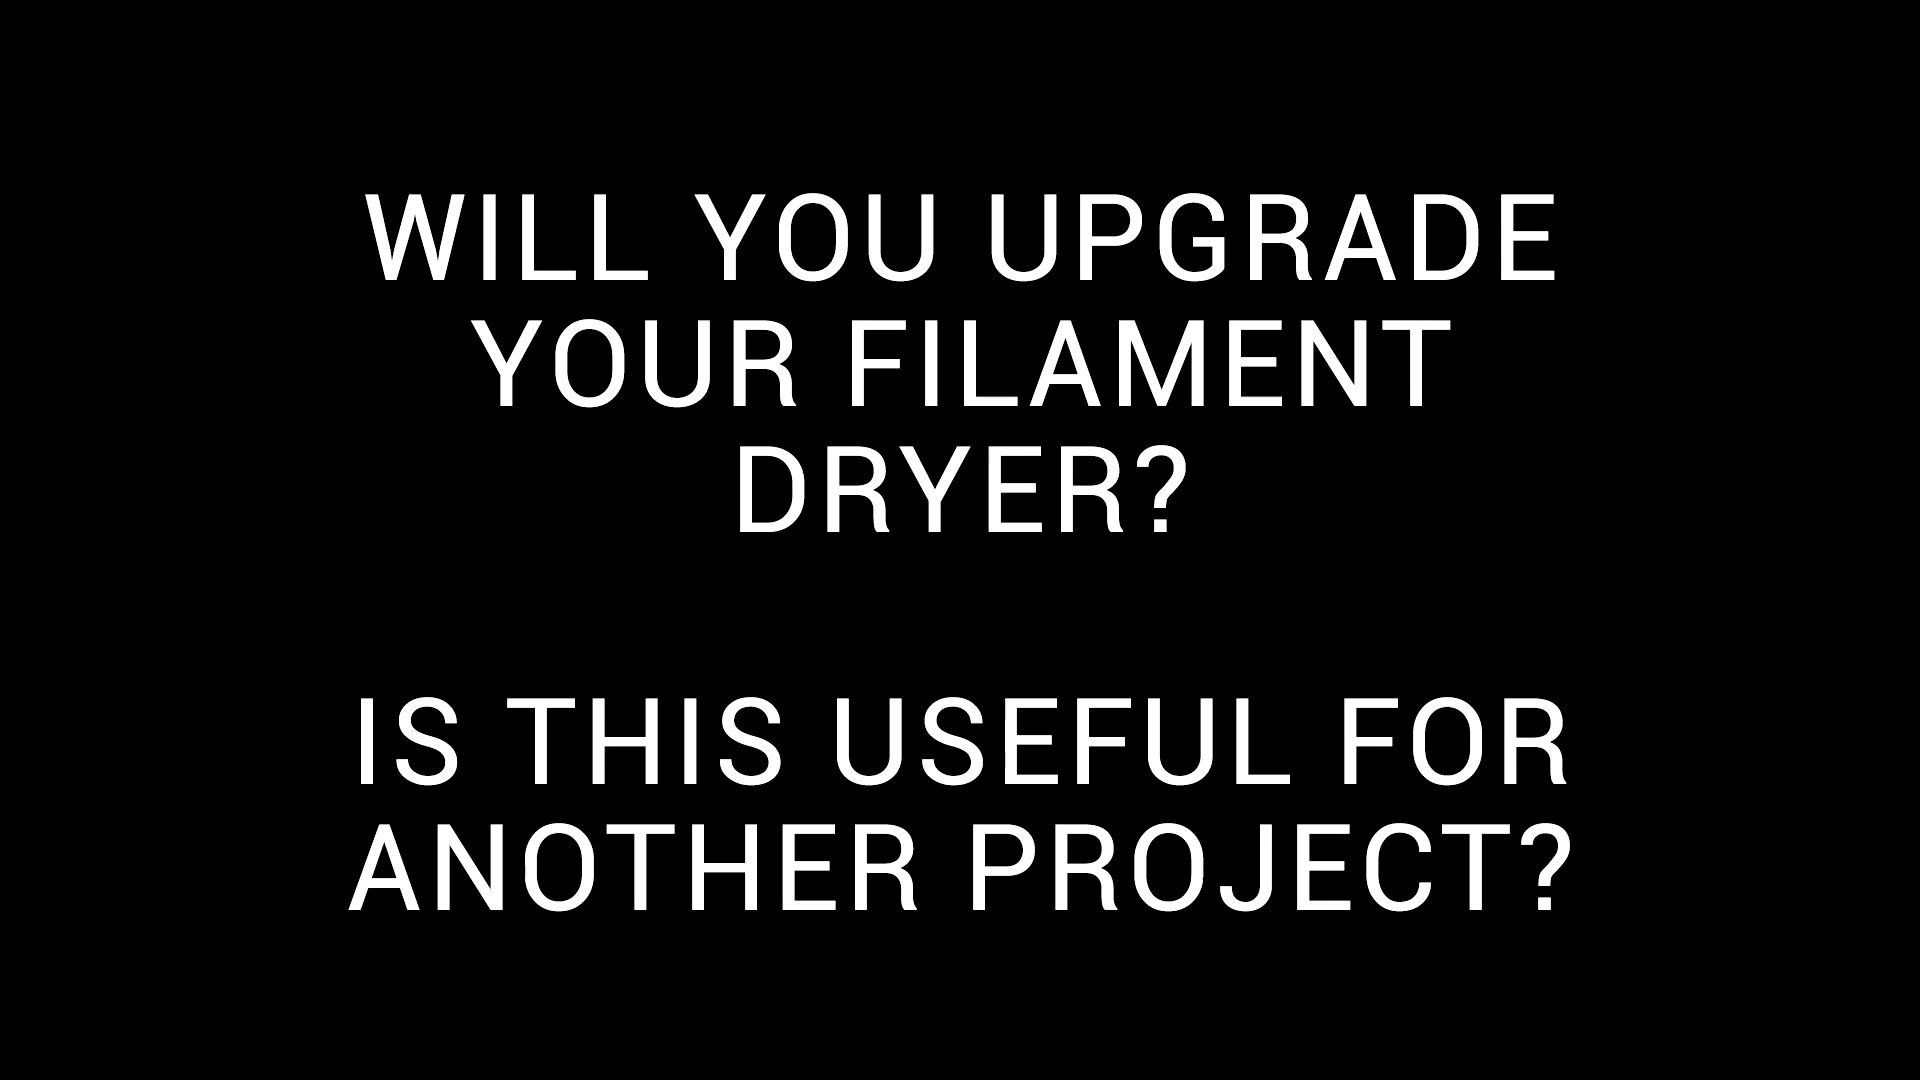 WILL YOU UPGRADE
YOUR FILAMENT
DRYER?
IS THIS USEFUL FOR
ANOTHER PROJECT?